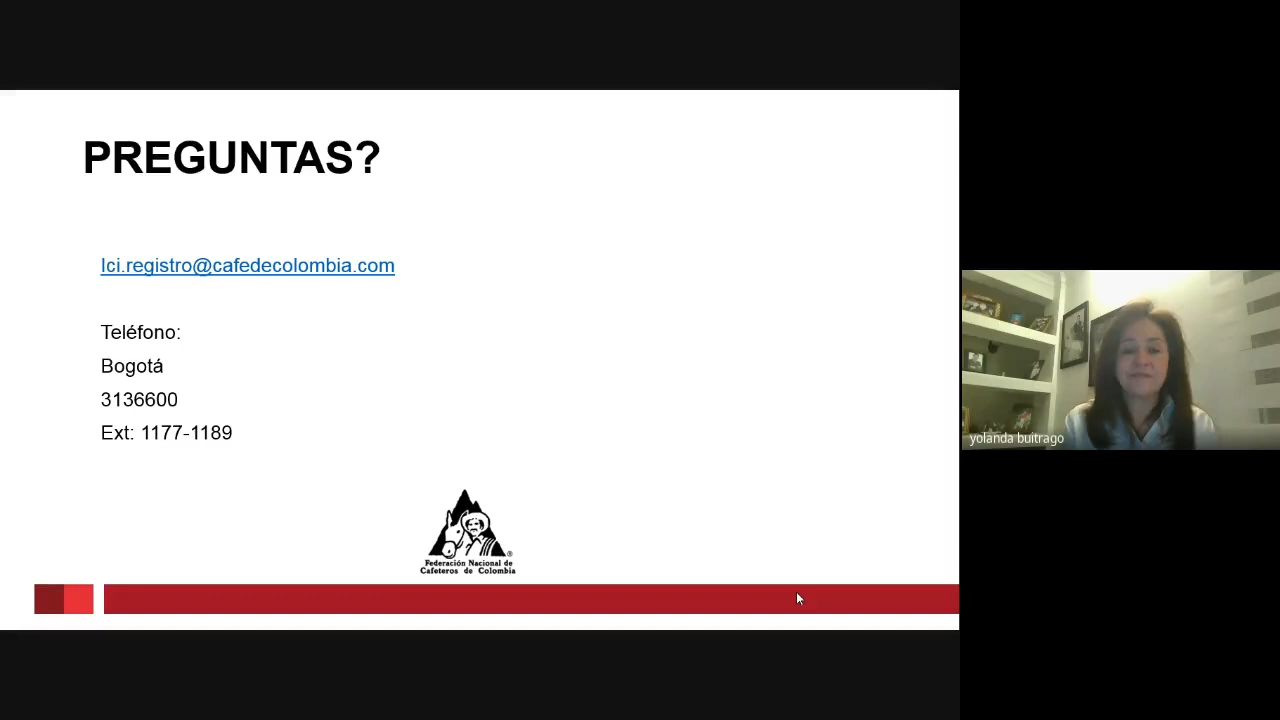 PREGUNTAS?
lci.registro@cafedecolombia.com
Teléfono:
Bogotá
3136600
Ext: 1177-1189
Federación Nacional de
Cafeteros de Colombia
yolanda buitrago